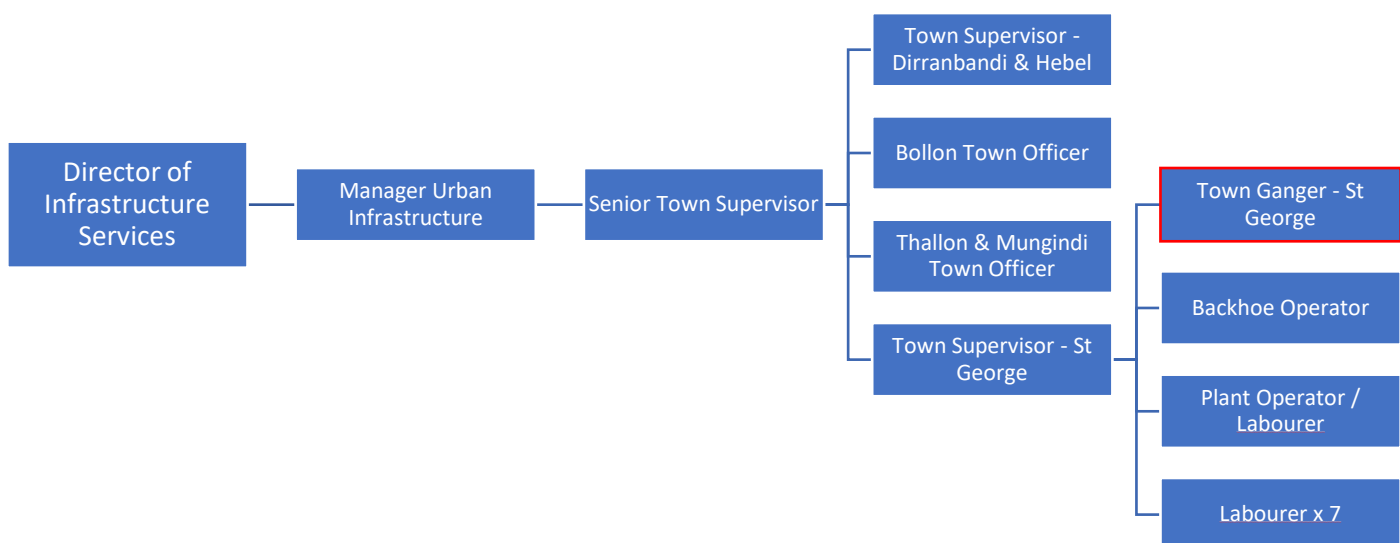 Director of
Infrastructure
Services
Manager Urban
Infrastructure
Senior Town Supervisor
Town Supervisor -
Dirranbandi & Hebel
Bollon Town Officer
Thallon & Mungindi
Town Officer
Town Supervisor - St
George
Town Ganger - St
George
Backhoe Operator
Plant Operator /
Labourer
Labourer x 7